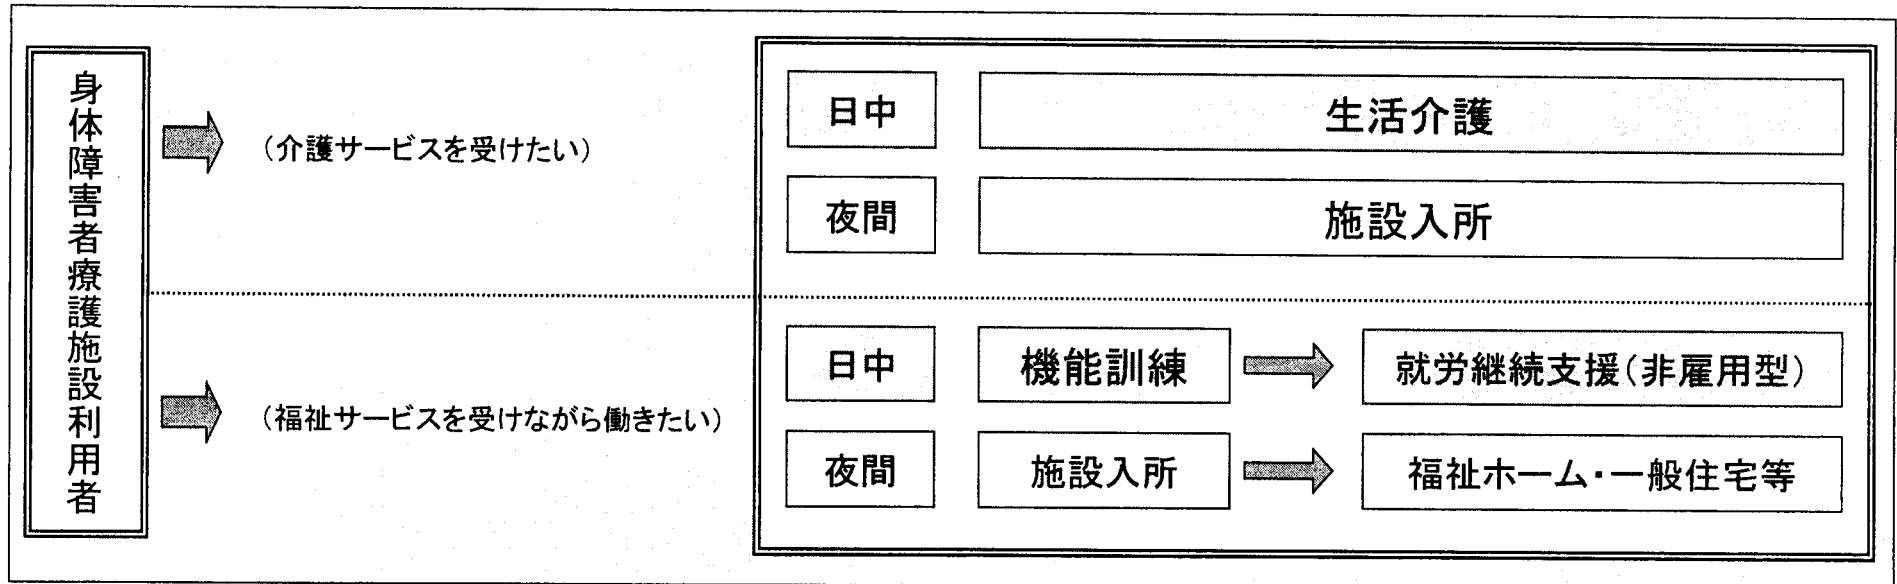 身体障害者療護施設利用者
（介護サービスを受けたい）
日中
生活介護
夜間
施設入所
（福祉サービスを受けながら働きたい）
日中
機能訓練
就労継続支援（非雇用型）
夜間
施設入所
福祉ホーム・一般住宅等